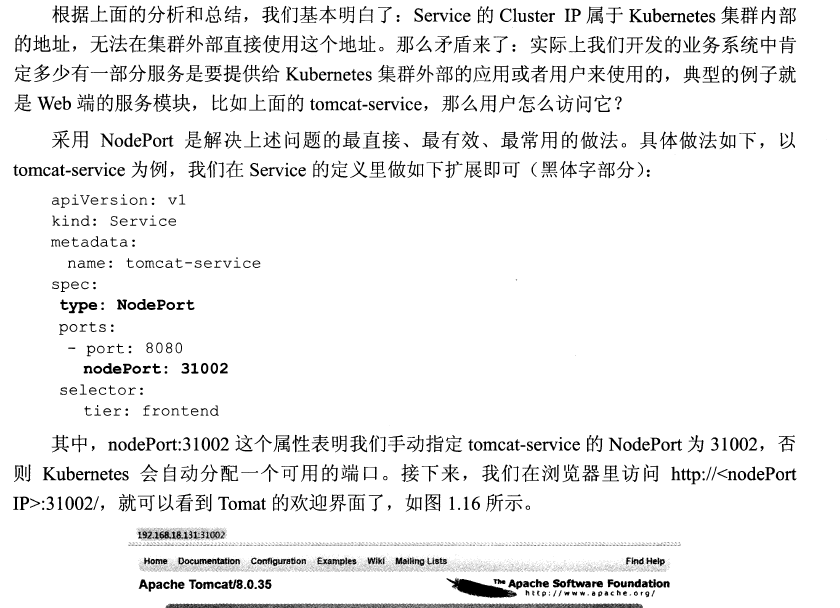 根据上面的分析和总结，我们基本明白了：Service 的 Cluster IP 属于 Kubernetes 集群内部
的地址，无法在集群外部直接使用这个地址。那么矛盾来了：实际上我们开发的业务系统中肯
定多少有一部分服务是要提供给 Kubernetes 集群外部的应用或者用户来使用的，典型的例子就
是 Web 端的服务模块，比如上面的 tomcat-service，那么用户怎么访问它？
采用 NodePort 是解决上述问题的最直接、最有效、最常用的做法。具体做法如下，以
tomcat-service 为例，我们在 Service 的定义里做如下扩展即可（黑体字部分）：
apiVersion: v1
kind: Service
metadata:
name: tomcat-service
spec:
type: NodePort
ports:
- port: 8080
nodePort: 31002
selector:
tier: frontend
其中，nodePort:31002 这个属性表明我们手动指定 tomcat-service 的 NodePort 为 31002，否
则 Kubernetes 会自动分配一个可用的端口。接下来，我们在浏览器里访问 http://<nodePort
IP>:31002/，就可以看到 Tomat 的欢迎界面了，如图 1.16 所示。
192.168.18.131:31002
Home Documentation Configuration Examples Wiki Mailing Lists Find Help
Apache Tomcat/8.0.35 The Apache Software Foundation
http://www.apache.org/